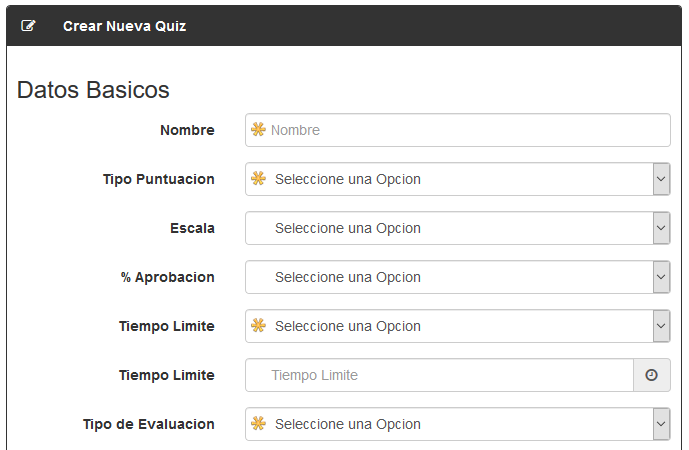 Crear Nueva Quiz
Datos Basicos
Nombre Nombre
Tipo Puntuacion Seleccione una Opcion
Escala Seleccione una Opcion
% Aprobacion Seleccione una Opcion
Tiempo Limite Seleccione una Opcion
Tiempo Limite Tiempo Limite
Tipo de Evaluacion Seleccione una Opcion